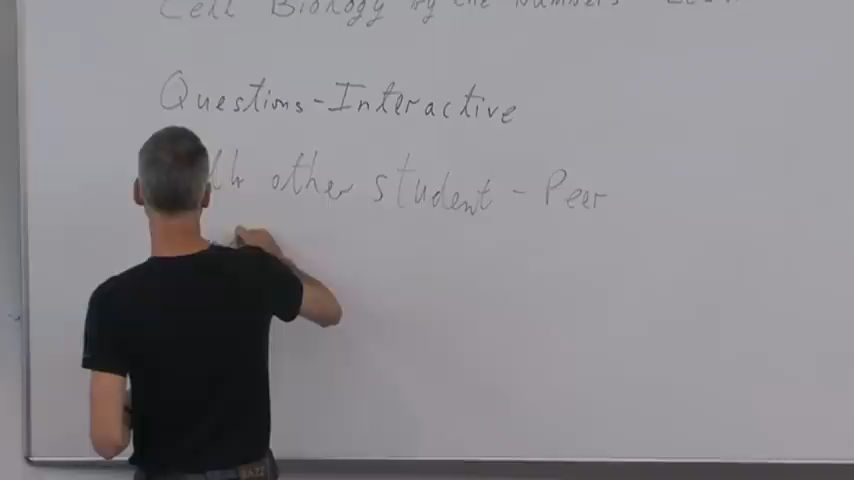 Cell Biology by the Numbers
Questions - Interactive
other student - Peer